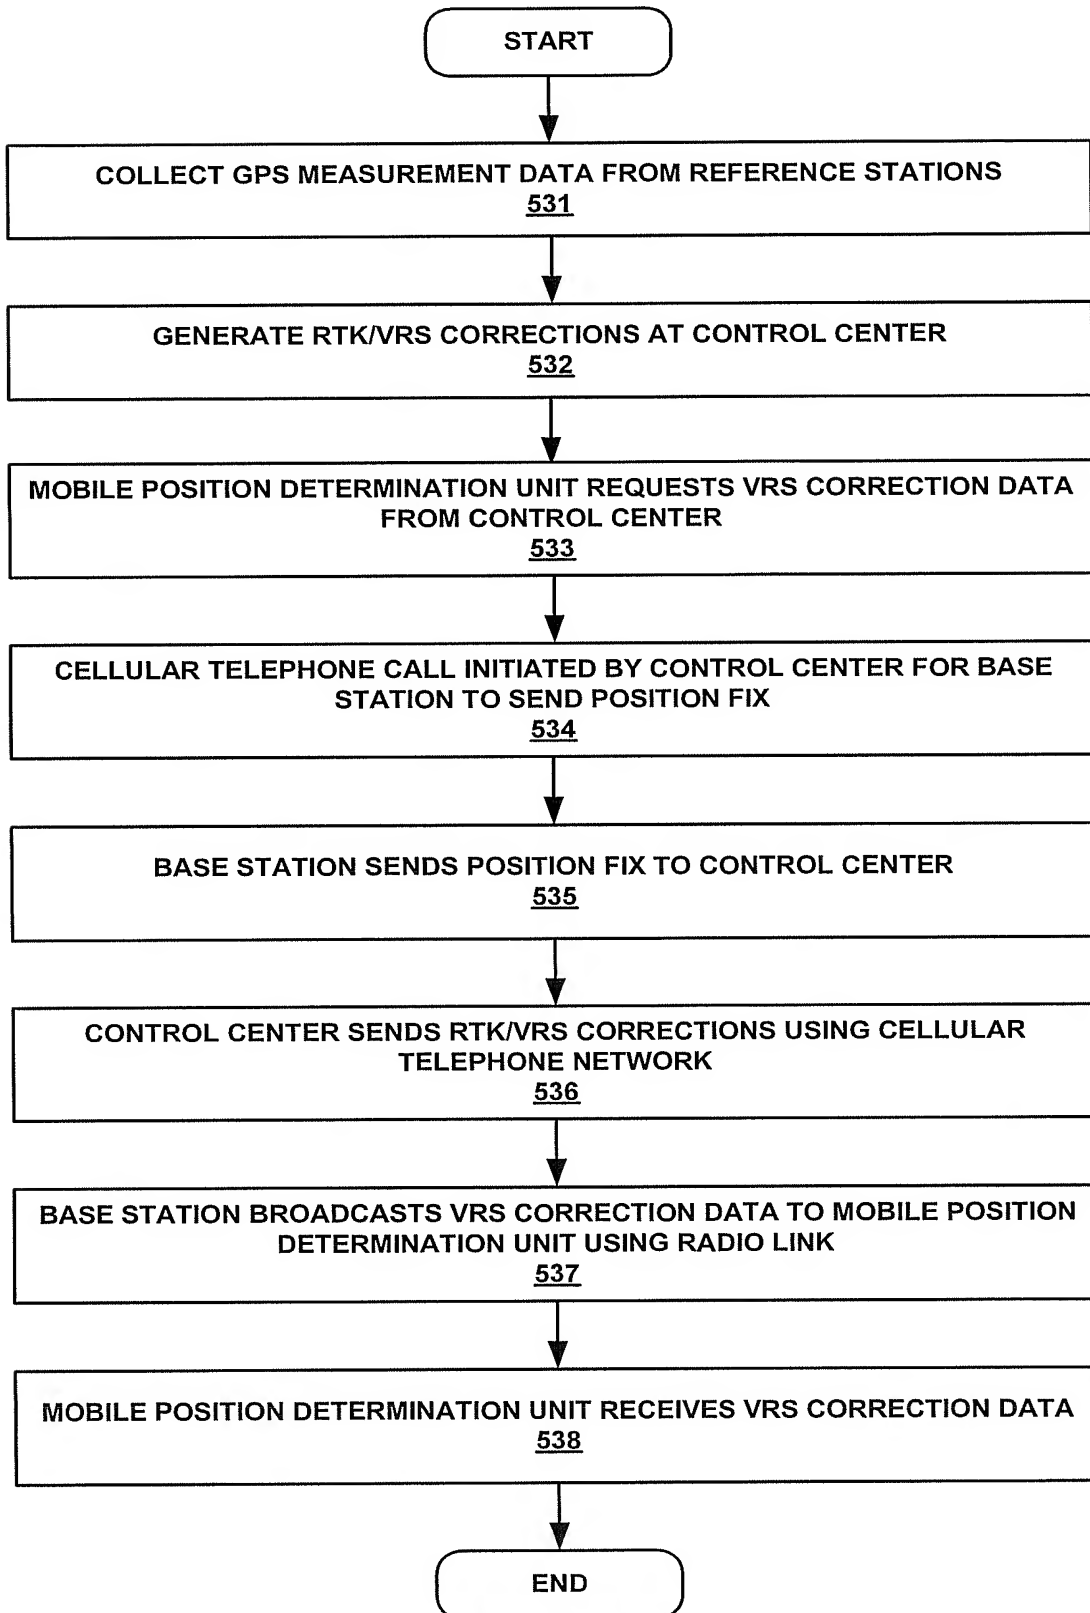 START
COLLECT GPS MEASUREMENT DATA FROM REFERENCE STATIONS
531
GENERATE RTK/VRS CORRECTIONS AT CONTROL CENTER
532
MOBILE POSITION DETERMINATION UNIT REQUESTS VRS CORRECTION DATA
FROM CONTROL CENTER
533
CELLULAR TELEPHONE CALL INITIATED BY CONTROL CENTER FOR BASE
STATION TO SEND POSITION FIX
534
BASE STATION SENDS POSITION FIX TO CONTROL CENTER
535
CONTROL CENTER SENDS RTK/VRS CORRECTIONS USING CELLULAR
TELEPHONE NETWORK
536
BASE STATION BROADCASTS VRS CORRECTION DATA TO MOBILE POSITION
DETERMINATION UNIT USING RADIO LINK
537
MOBILE POSITION DETERMINATION UNIT RECEIVES VRS CORRECTION DATA
538
END